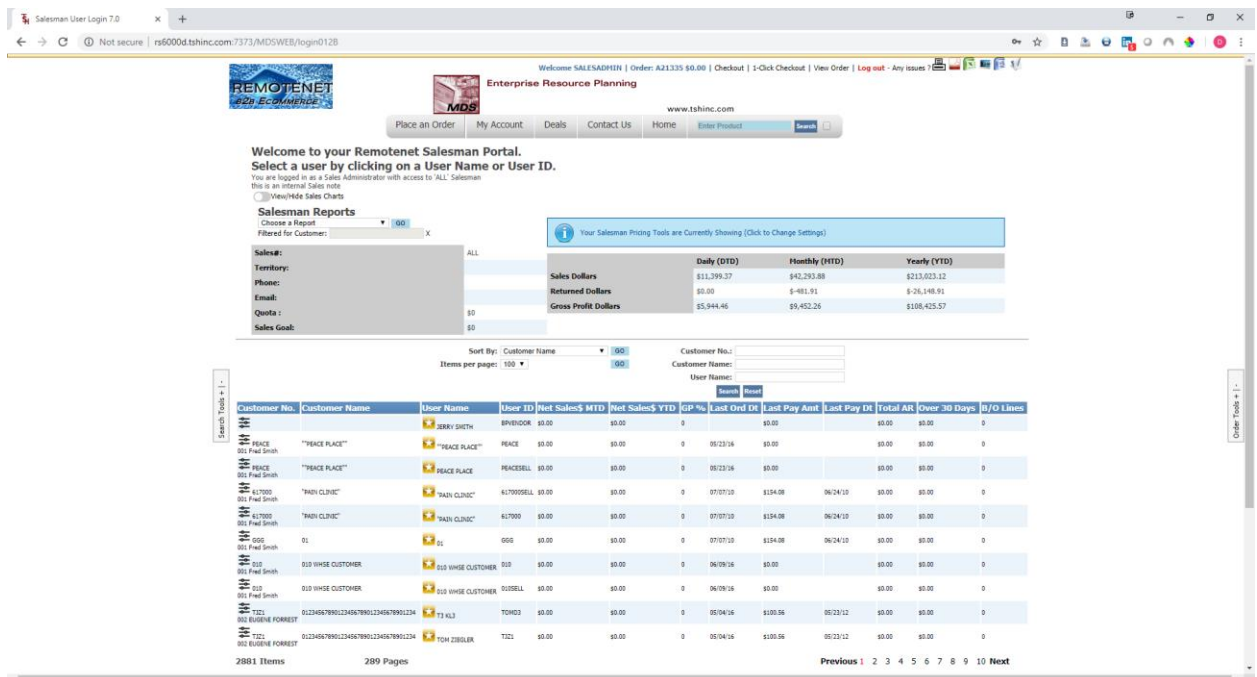 Salesman User Login 7.0
Not secure | rs6000d.tshinc.com:7373/MDSWEB/login012B
Welcome SALESADMIN | Order: A21335 $0.00 | Checkout | 1-Click Checkout | View Order | Log out - Any issues ?
REMOTENET
B2B ECOMMERCE
MDS
Enterprise Resource Planning
www.tshinc.com
Place an Order My Account Deals Contact Us Home Enter Product Search
Welcome to your Remotenet Salesman Portal.
Select a user by clicking on a User Name or User ID.
You are logged in as a Sales Administrator with access to 'ALL' Salesman
this is an internal Sales note
View/Hide Sales Charts
Salesman Reports
Choose a Report GO
Filtered for Customer: X
Your Salesman Pricing Tools are Currently Showing (Click to Change Settings)
Sales#: ALL
Territory:
Phone:
Email:
Quota : $0
Sales Goal: $0
Daily (DTD) Monthly (MTD) Yearly (YTD)
Sales Dollars $11,399.37 $42,293.88 $213,023.12
Returned Dollars $0.00 $-481.91 $-26,148.91
Gross Profit Dollars $5,944.46 $9,452.26 $108,425.57
Sort By: Customer Name GO
Items per page: 100 GO
Customer No.:
Customer Name:
User Name:
Search Reset
Search Tools + | -
Order Tools + | -
Customer No. Customer Name User Name User ID Net Sales$ MTD Net Sales$ YTD GP % Last Ord Dt Last Pay Amt Last Pay Dt Total AR Over 30 Days B/O Lines
JERRY SMITH BPVENDOR $0.00 $0.00 0 $0.00 $0.00 $0.00 0
PEACE ""PEACE PLACE"" ""PEACE PLACE"" PEACE $0.00 $0.00 0 05/23/16 $0.00 $0.00 $0.00 0
001 Fred Smith
PEACE ""PEACE PLACE"" PEACE PLACE PEACESELL $0.00 $0.00 0 05/23/16 $0.00 $0.00 $0.00 0
001 Fred Smith
617000 "PAIN CLINIC" "PAIN CLINIC" 617000SELL $0.00 $0.00 0 07/07/10 $154.08 06/24/10 $0.00 $0.00 0
001 Fred Smith
617000 "PAIN CLINIC" "PAIN CLINIC" 617000 $0.00 $0.00 0 07/07/10 $154.08 06/24/10 $0.00 $0.00 0
001 Fred Smith
GGG 01 01 GGG $0.00 $0.00 0 07/07/10 $154.08 06/24/10 $0.00 $0.00 0
001 Fred Smith
010 010 WHSE CUSTOMER 010 WHSE CUSTOMER 010 $0.00 $0.00 0 06/09/16 $0.00 $0.00 $0.00 0
001 Fred Smith
010 010 WHSE CUSTOMER 010 WHSE CUSTOMER 010SELL $0.00 $0.00 0 06/09/16 $0.00 $0.00 $0.00 0
001 Fred Smith
TJZ1 01234567890123456789012345678901234 T3 KL3 TOMO3 $0.00 $0.00 0 05/04/16 $100.56 05/23/12 $0.00 $0.00 0
002 EUGENE FORREST
TJZ1 01234567890123456789012345678901234 TOM ZIEGLER TJZ1 $0.00 $0.00 0 05/04/16 $100.56 05/23/12 $0.00 $0.00 0
002 EUGENE FORREST
2881 Items 289 Pages Previous 1 2 3 4 5 6 7 8 9 10 Next